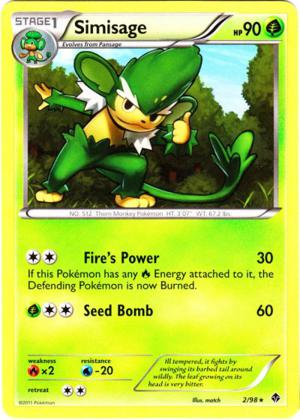 STAGE1
Simisage
HP90
Evolves from Pansage
NO. 512 Thorn Monkey Pokémon HT. 3'07" WT. 67.2 lbs.
Fire's Power 30
If this Pokémon has any Energy attached to it, the
Defending Pokémon is now Burned.
Seed Bomb 60
weakness resistance
×2 -20
retreat
Ill tempered, it fights by
swinging its barbed tail around
wildly. The leaf growing on its
head is very bitter.
©2011 Pokémon
Illus. match
2/98 ★